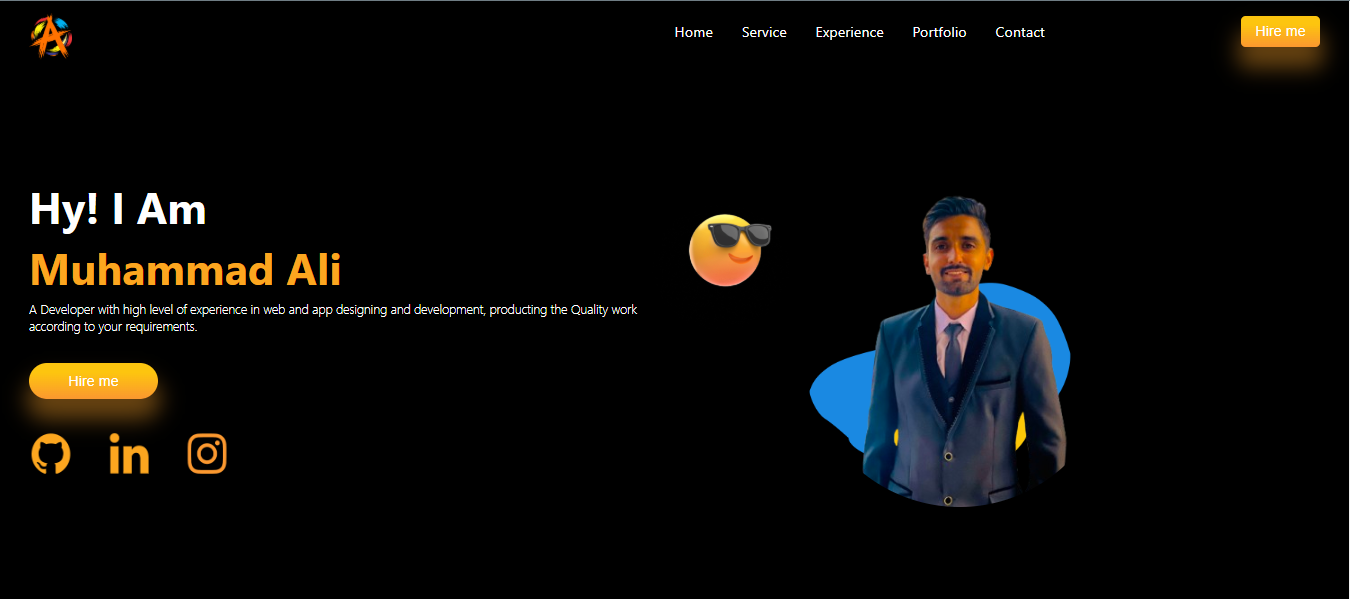 Home Service Experience Portfolio Contact Hire me
Hy! I Am
Muhammad Ali
A Developer with high level of experience in web and app designing and development, producting the Quality work
according to your requirements.
Hire me
in